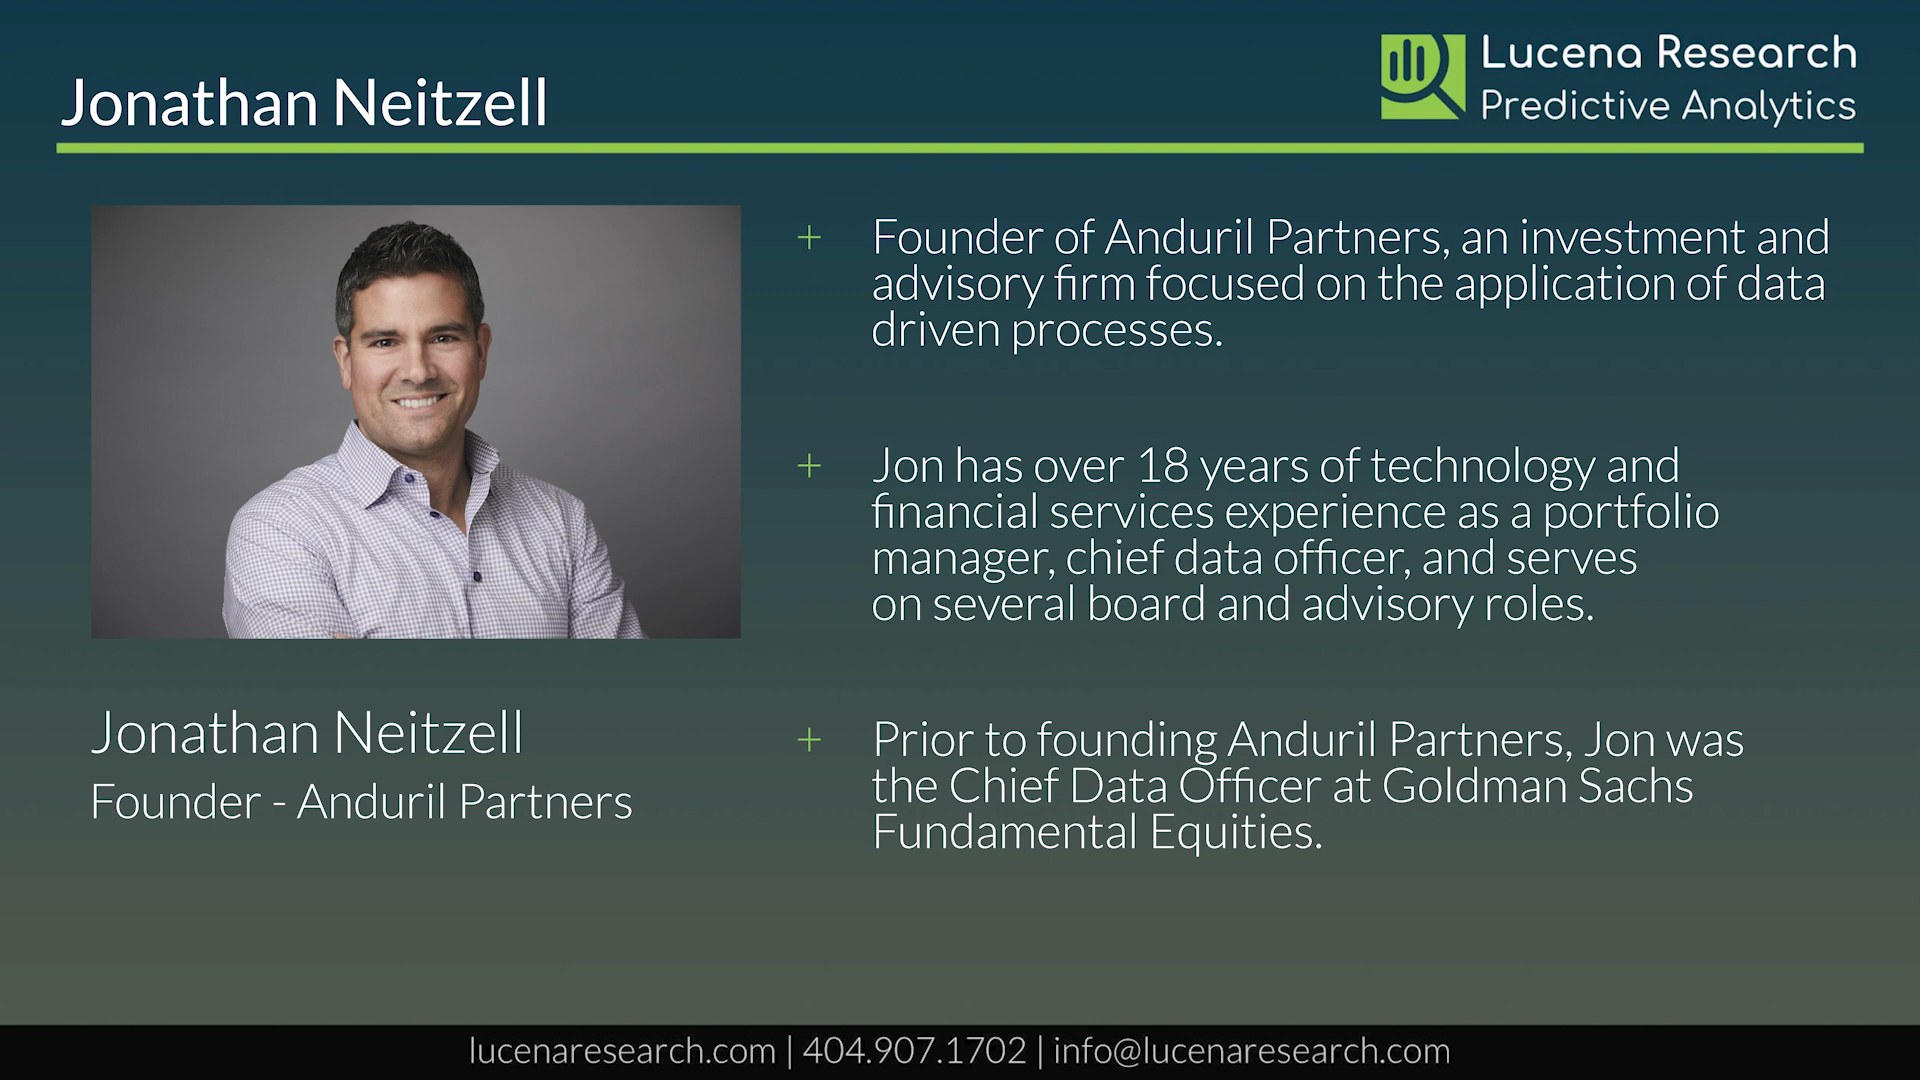 Jonathan Neitzell
Lucena Research
Predictive Analytics
Jonathan Neitzell
Founder - Anduril Partners
+ Founder of Anduril Partners, an investment and
advisory firm focused on the application of data
driven processes.
+ Jon has over 18 years of technology and
financial services experience as a portfolio
manager, chief data officer, and serves
on several board and advisory roles.
+ Prior to founding Anduril Partners, Jon was
the Chief Data Officer at Goldman Sachs
Fundamental Equities.
lucenaresearch.com | 404.907.1702 | info@lucenaresearch.com